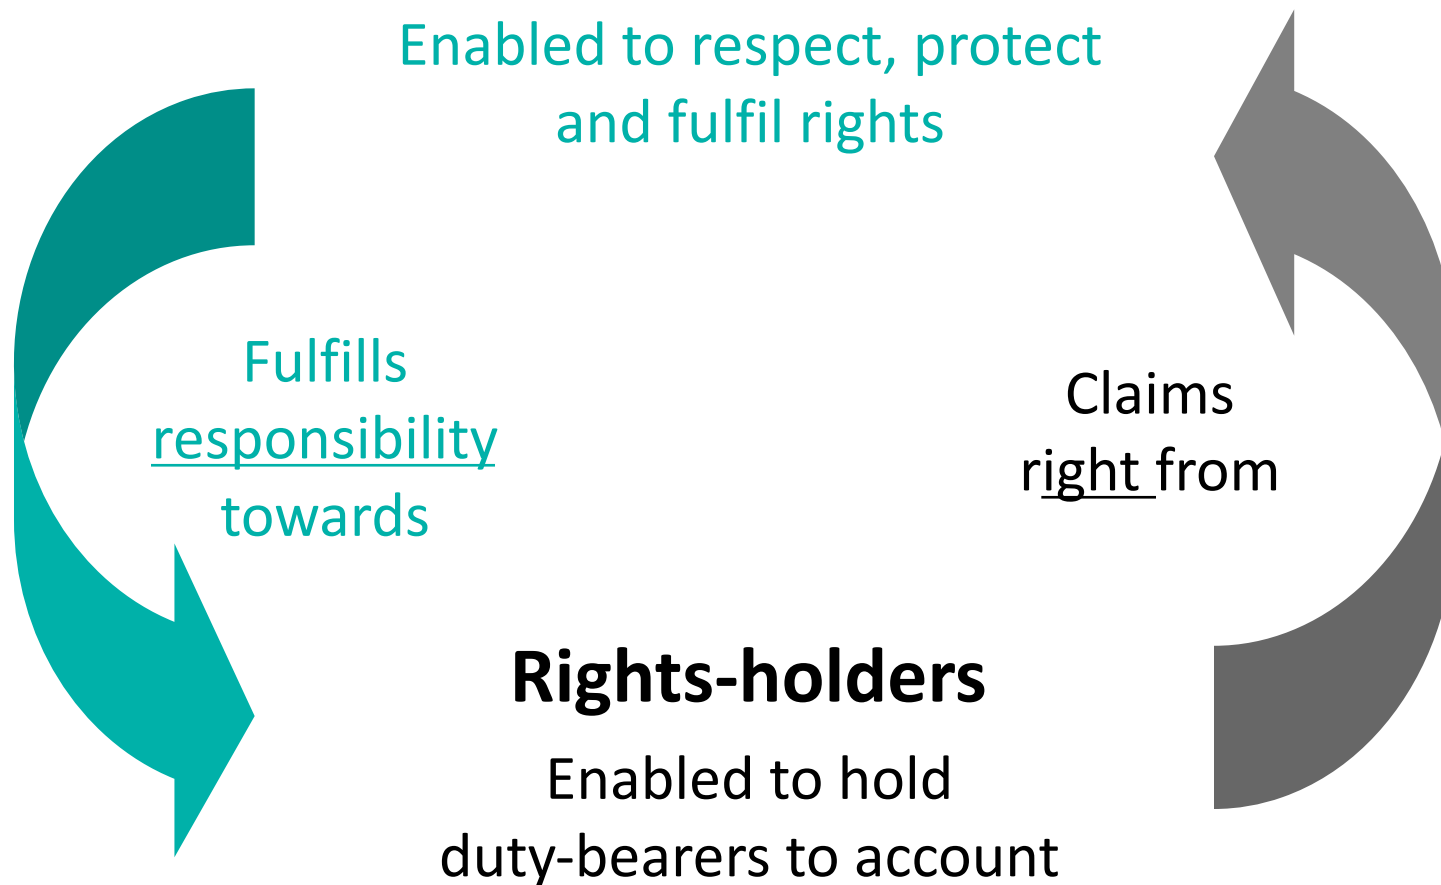 Enabled to respect, protect
and fulfil rights
Fulfills
responsibility
towards
Claims
right from
Rights-holders
Enabled to hold
duty-bearers to account